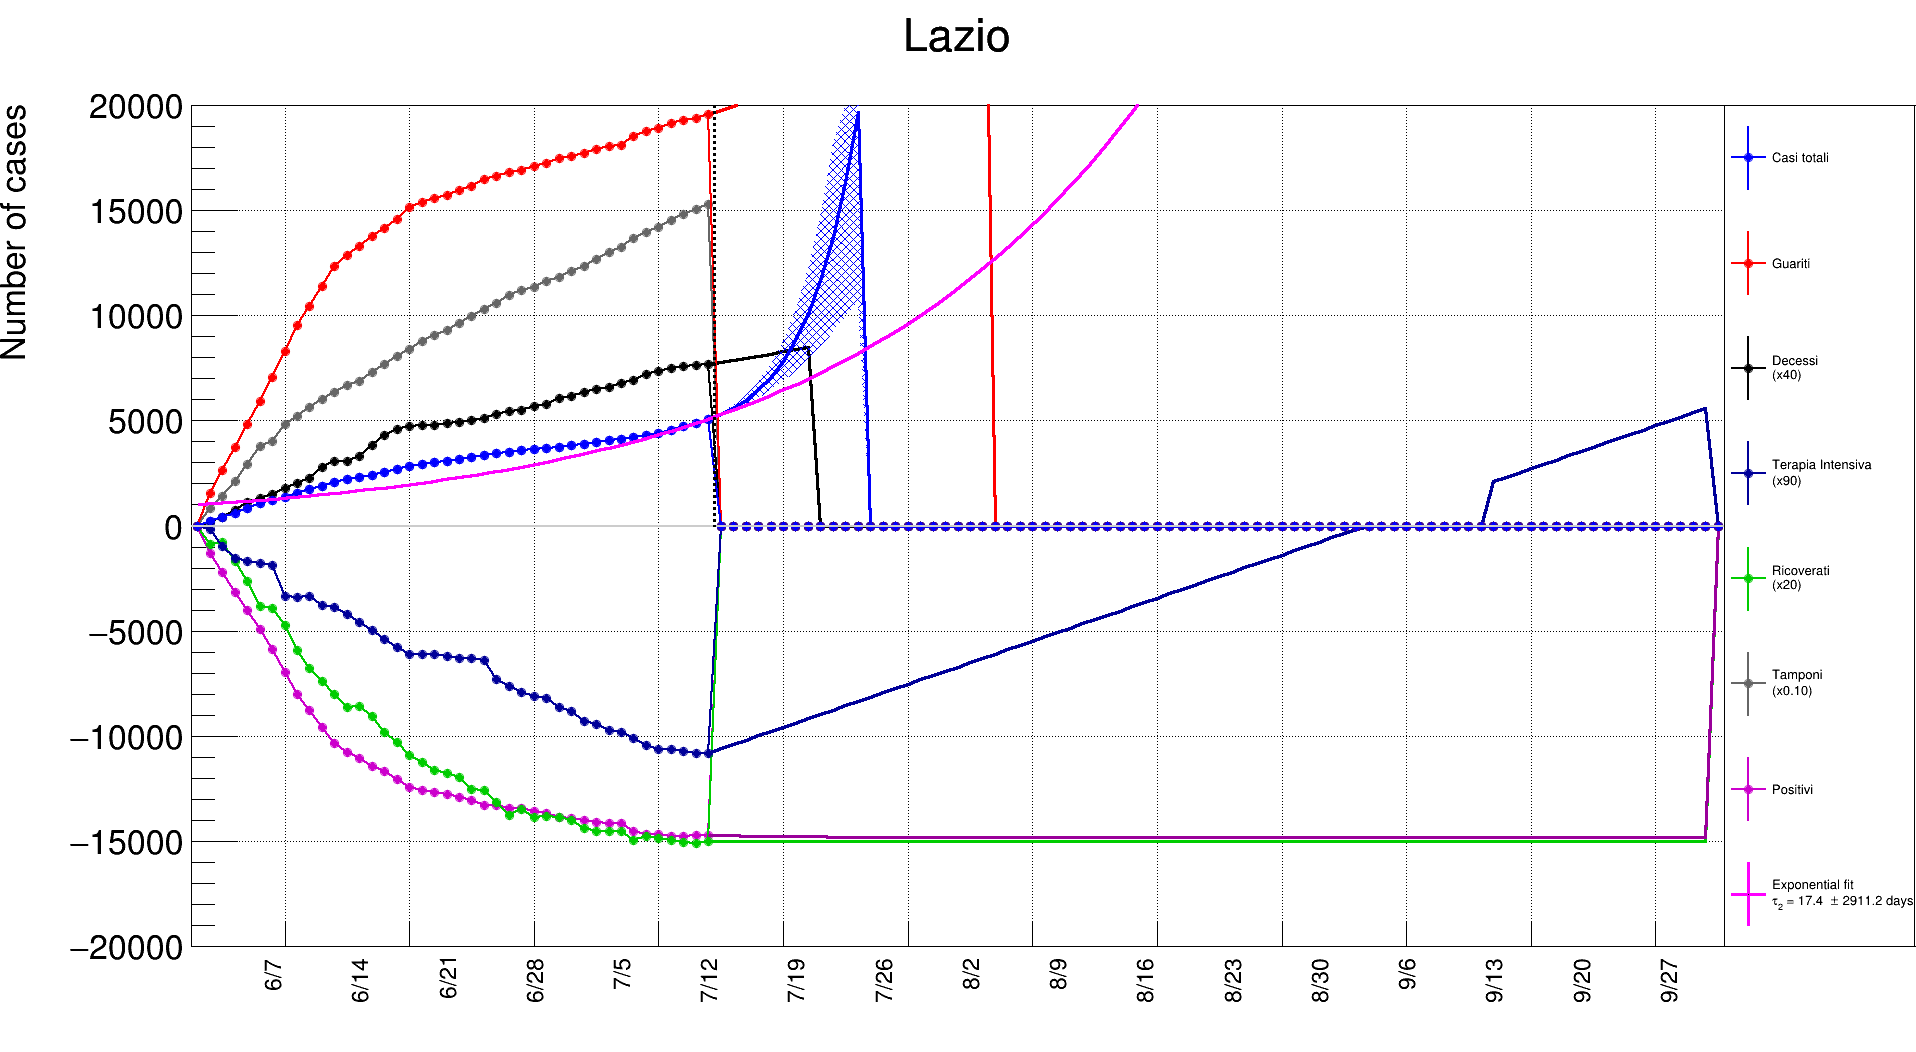 Lazio
Number of cases
20000
15000
10000
5000
0
−5000
−10000
−15000
−20000
6/7
6/14
6/21
6/28
7/5
7/12
7/19
7/26
8/2
8/9
8/16
8/23
8/30
9/6
9/13
9/20
9/27
Casi totali
Guariti
Decessi
(x40)
Terapia Intensiva
(x90)
Ricoverati
(x20)
Tamponi
(x0.10)
Positivi
Exponential fit
τ2 = 17.4 ± 2911.2 days